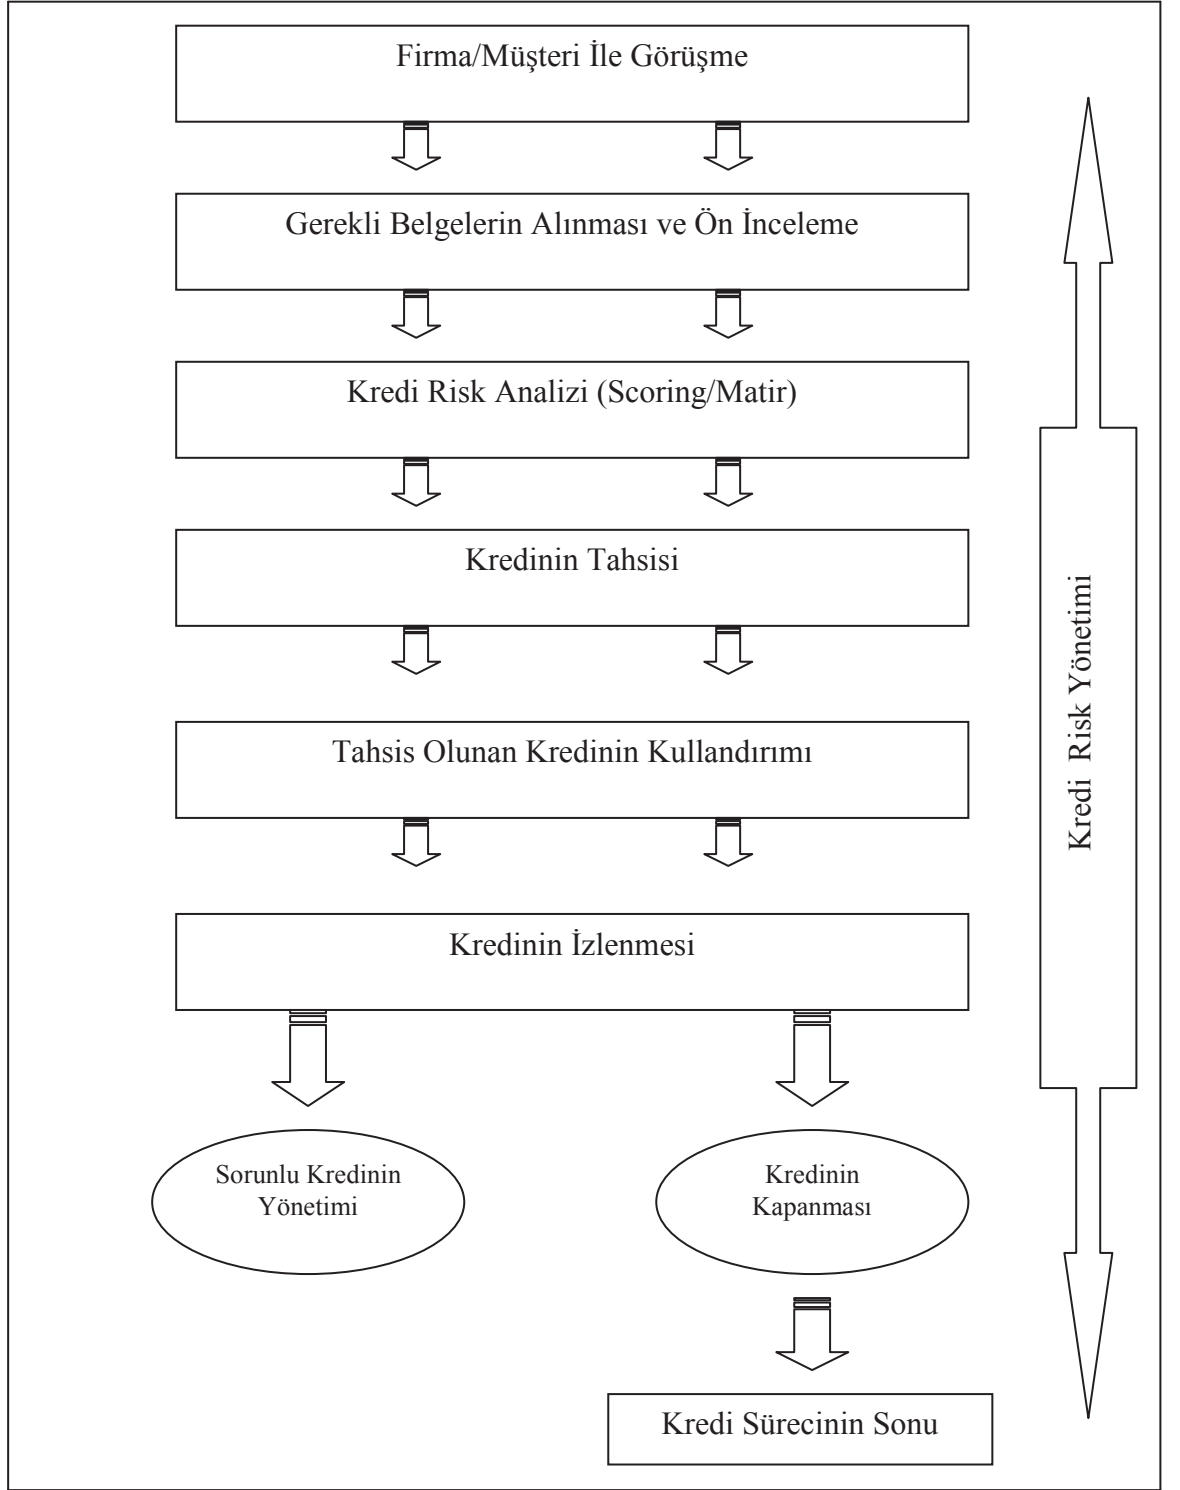 Firma/Müşteri İle Görüşme
Gerekli Belgelerin Alınması ve Ön İnceleme
Kredi Risk Analizi (Scoring/Matir)
Kredinin Tahsisi
Tahsis Olunan Kredinin Kullandırımı
Kredinin İzlenmesi
Sorunlu Kredinin
Yönetimi
Kredinin
Kapanması
Kredi Sürecinin Sonu
Kredi Risk Yönetimi